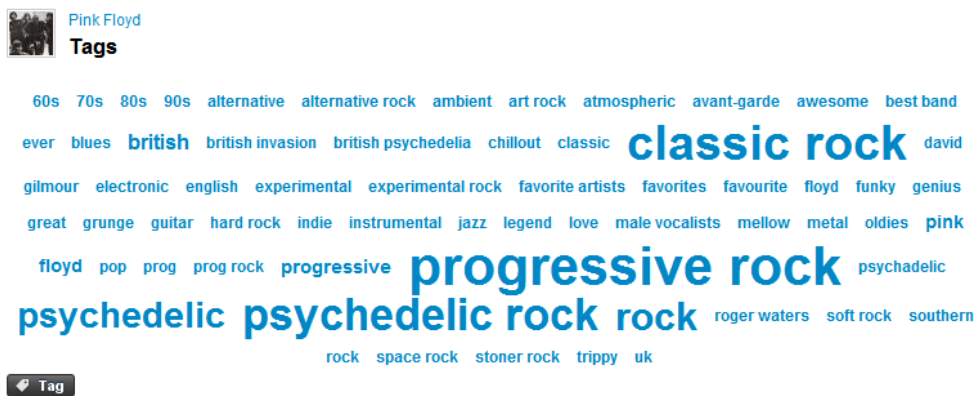 Pink Floyd
Tags
60s 70s 80s 90s alternative alternative rock ambient art rock atmospheric avant-garde awesome best band
ever blues british british invasion british psychedelia chillout classic classic rock david
gilmour electronic english experimental experimental rock favorite artists favorites favourite floyd funky genius
great grunge guitar hard rock indie instrumental jazz legend love male vocalists mellow metal oldies pink
floyd pop prog prog rock progressive progressive rock psychadelic
psychedelic psychedelic rock rock roger waters soft rock southern
rock space rock stoner rock trippy uk
Tag